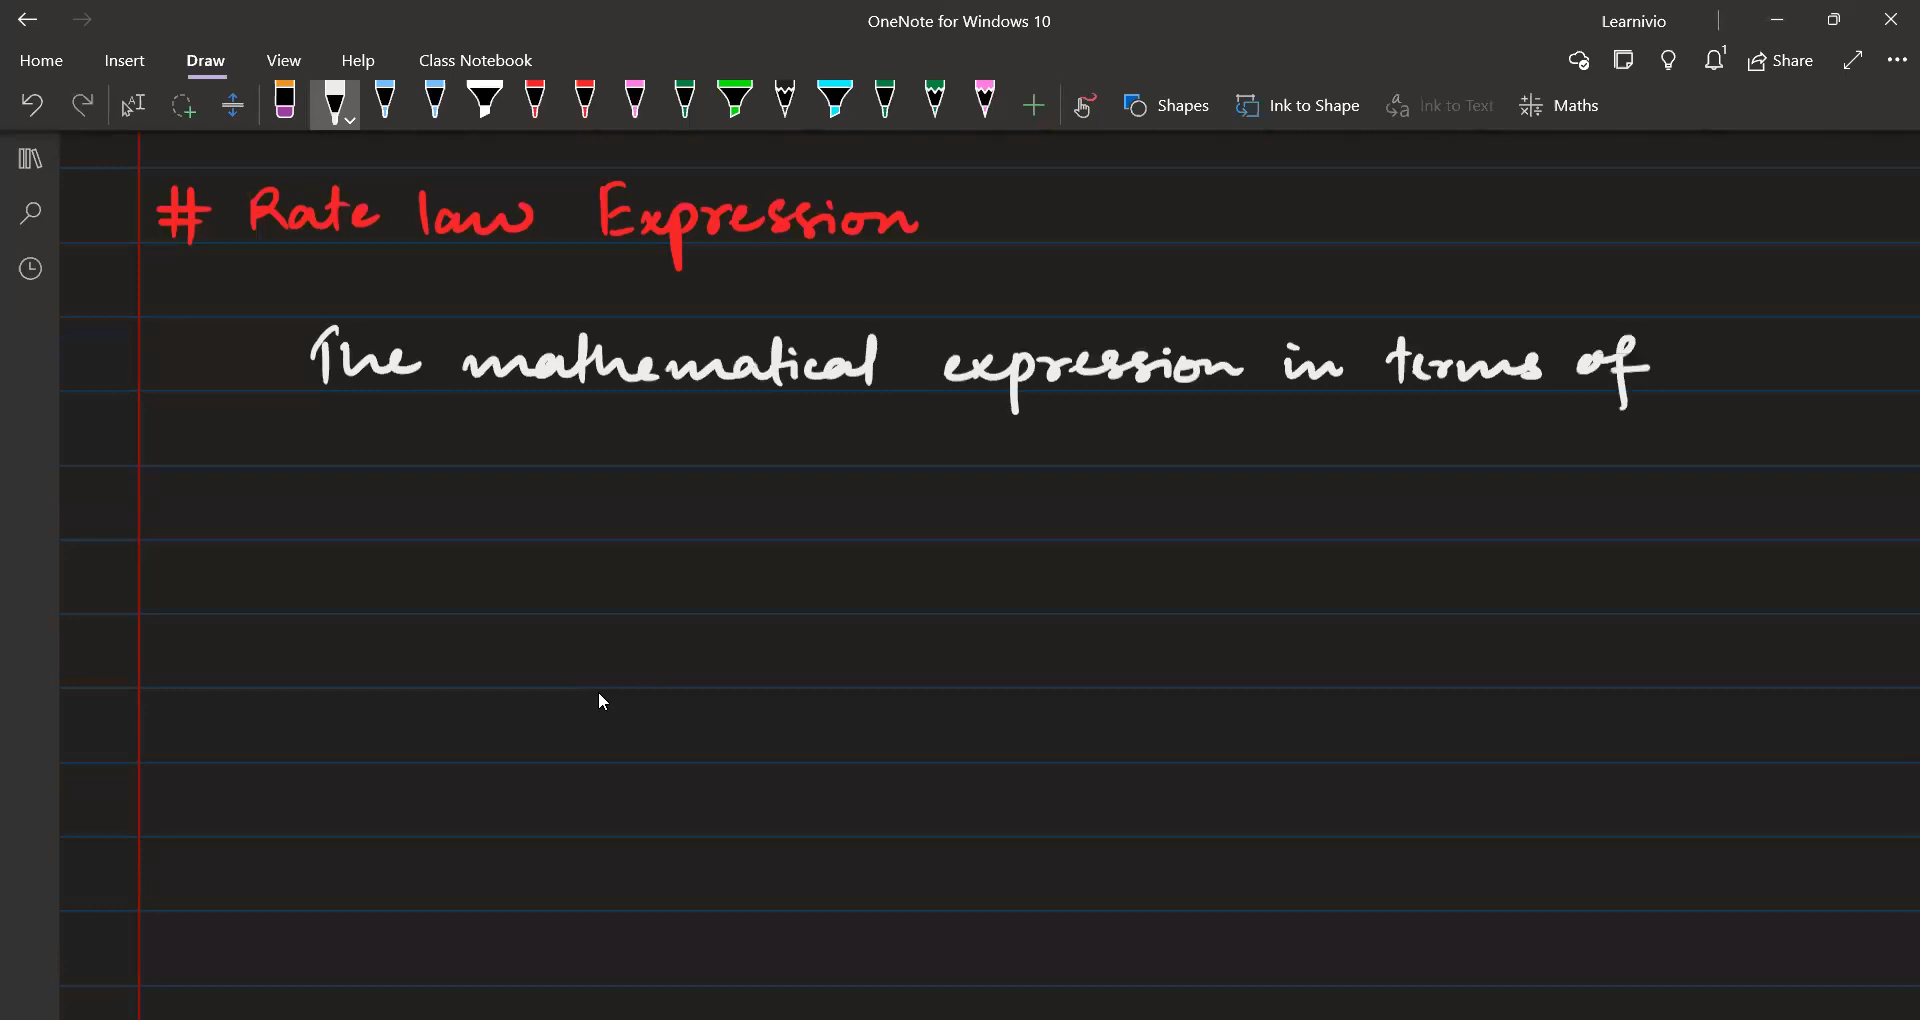 OneNote for Windows 10
Learnivio
Home Insert Draw View Help Class Notebook
1
Share
Shapes Ink to Shape Ink to Text Maths
# Rate law Expression
The mathematical expression in terms of